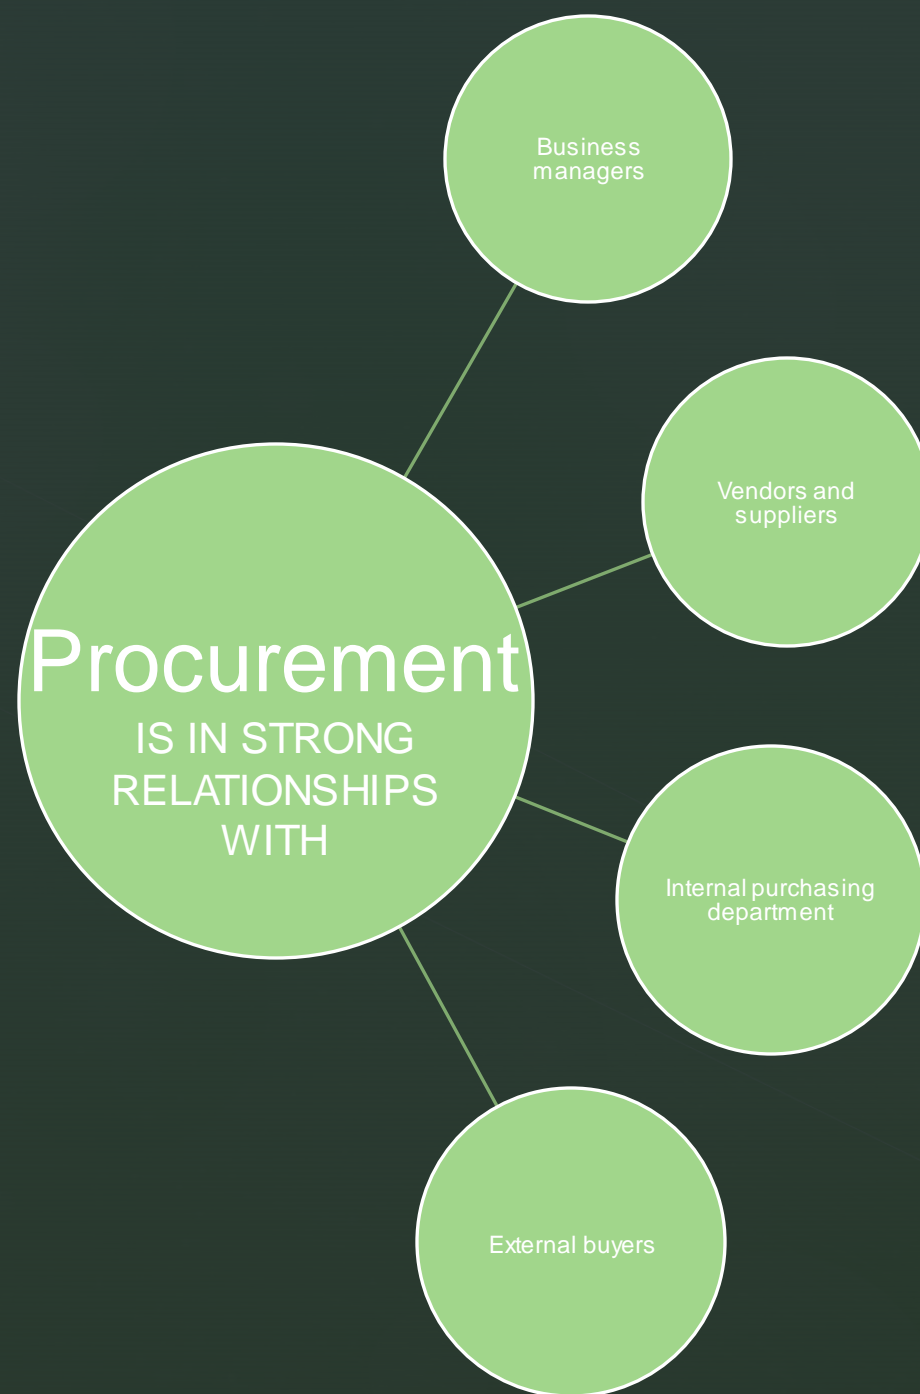 Business
managers
Vendors and
suppliers
Procurement
IS IN STRONG
RELATIONSHIPS
WITH
Internal purchasing
department
External buyers